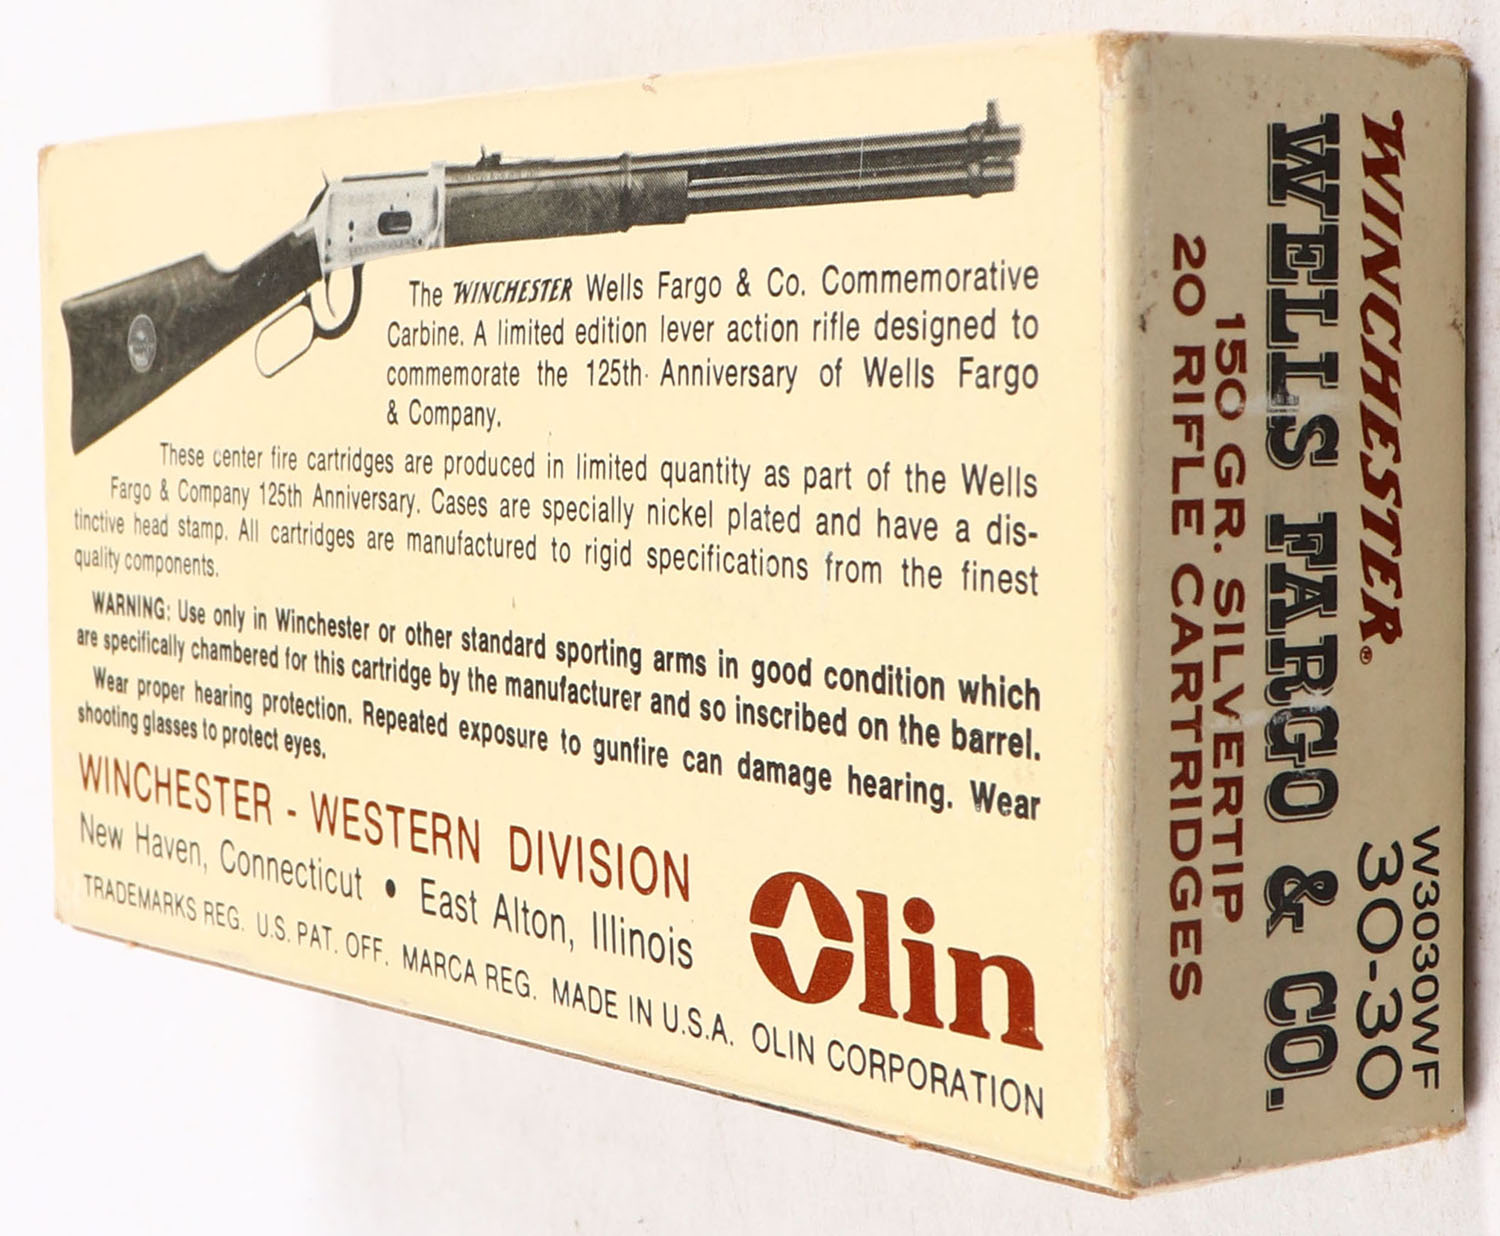 The WINCHESTER Wells Fargo & Co. Commemorative
Carbine. A limited edition lever action rifle designed to
commemorate the 125th Anniversary of Wells Fargo
& Company.
These center fire cartridges are produced in limited quantity as part of the Wells
Fargo & Company 125th Anniversary. Cases are specially nickel plated and have a dis-
tinctive head stamp. All cartridges are manufactured to rigid specifications from the finest
quality components.
WARNING: Use only in Winchester or other standard sporting arms in good condition which
are specifically chambered for this cartridge by the manufacturer and so inscribed on the barrel.
Wear proper hearing protection. Repeated exposure to gunfire can damage hearing. Wear
shooting glasses to protect eyes.
WINCHESTER - WESTERN DIVISION
New Haven, Connecticut • East Alton, Illinois
Olin
TRADEMARKS REG. U.S. PAT. OFF. MARCA REG. MADE IN U.S.A. OLIN CORPORATION
WINCHESTER®
W3030WF
30-30
WELLS FARGO & CO.
150 GR. SILVERTIP
20 RIFLE CARTRIDGES